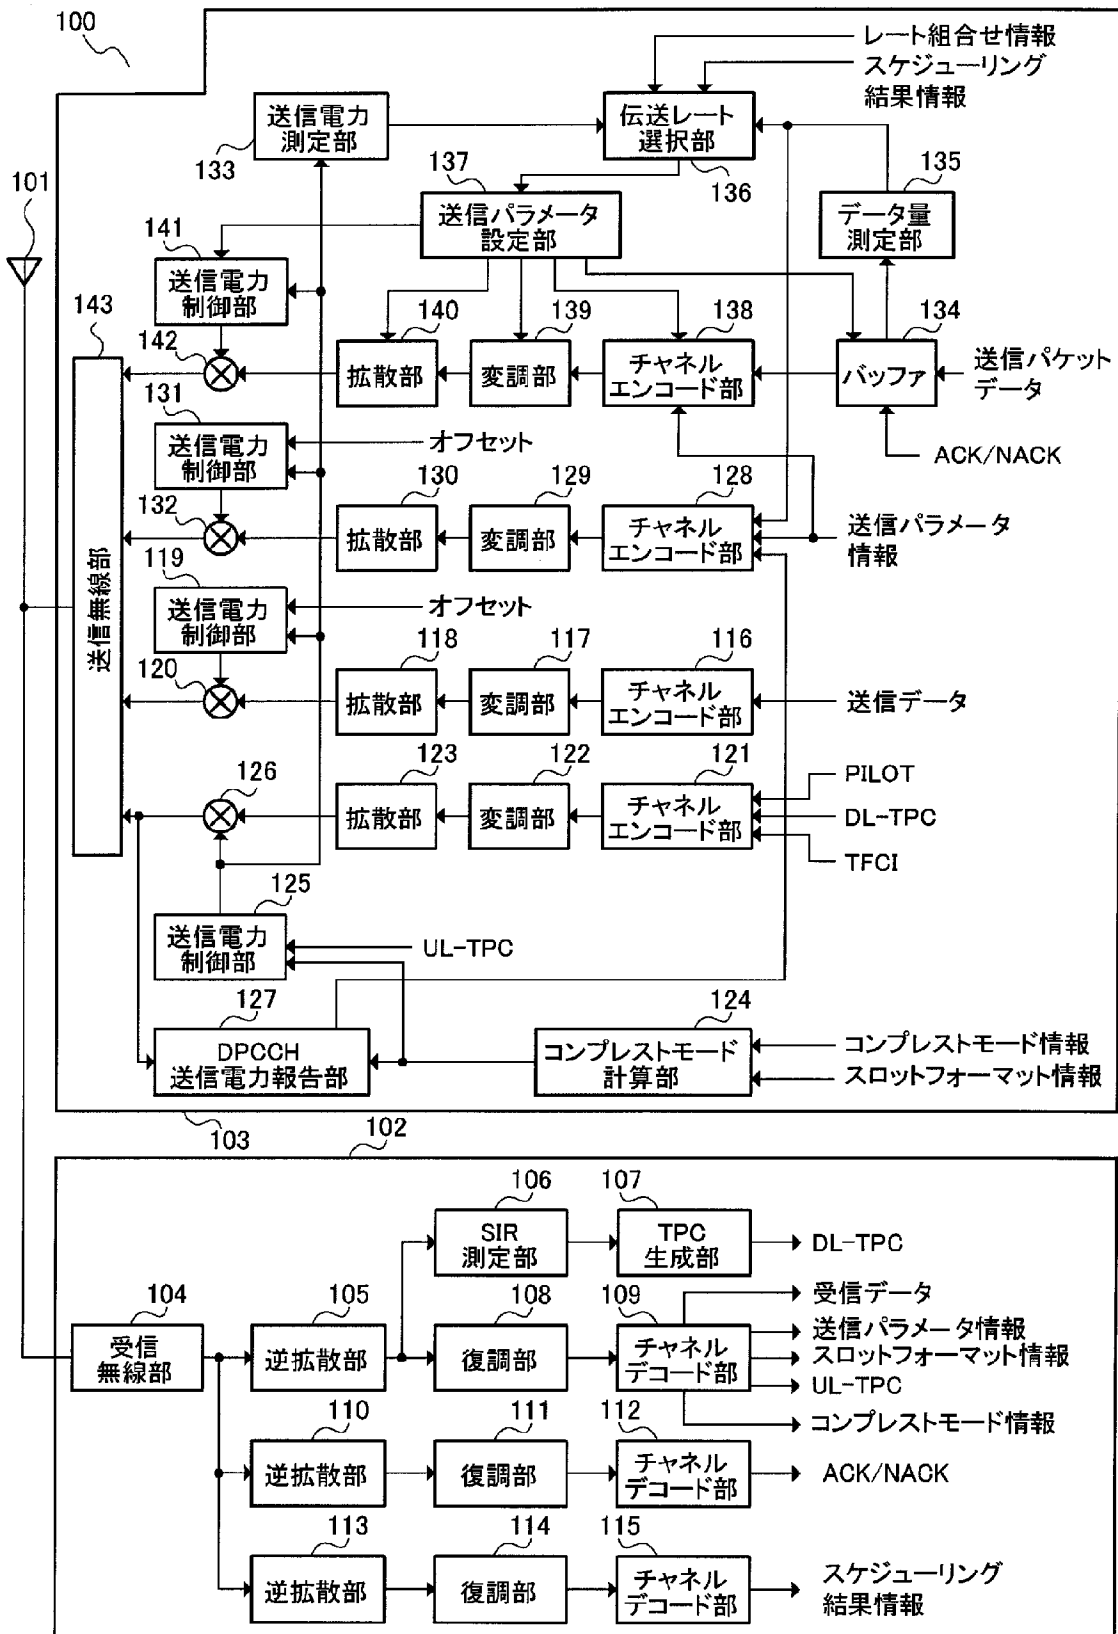 100
レート組合せ情報
スケジューリング
結果情報
送信電力
測定部
133
伝送レート
選択部
136
101
137
送信パラメータ
設定部
135
データ量
測定部
141
送信電力
制御部
143
142
140
拡散部
139
変調部
138
チャネル
エンコード部
134
バッファ
送信パケット
データ
ACK/NACK
131
送信電力
制御部
オフセット
132
130
拡散部
129
変調部
128
チャネル
エンコード部
送信パラメータ
情報
送信無線部
119
送信電力
制御部
オフセット
120
118
拡散部
117
変調部
116
チャネル
エンコード部
送信データ
126
123
拡散部
122
変調部
121
チャネル
エンコード部
PILOT
DL-TPC
TFCI
125
送信電力
制御部
UL-TPC
127
DPCCH
送信電力報告部
124
コンプレストモード
計算部
コンプレストモード情報
スロットフォーマット情報
103
102
106
SIR
測定部
107
TPC
生成部
DL-TPC
104
受信
無線部
105
逆拡散部
108
復調部
109
チャネル
デコード部
受信データ
送信パラメータ情報
スロットフォーマット情報
UL-TPC
コンプレストモード情報
110
逆拡散部
111
復調部
112
チャネル
デコード部
ACK/NACK
113
逆拡散部
114
復調部
115
チャネル
デコード部
スケジューリング
結果情報